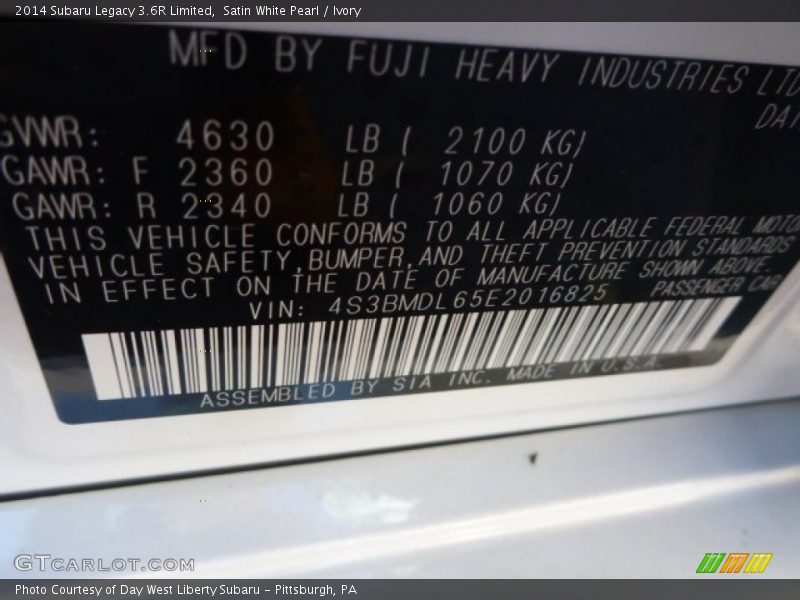 2014 Subaru Legacy 3.6R Limited, Satin White Pearl / Ivory
MFD BY FUJI HEAVY INDUSTRIES LTD
GVWR: 4630 LB ( 2100 KG)
GAWR: F 2360 LB ( 1070 KG)
GAWR: R 2340 LB ( 1060 KG)
THIS VEHICLE CONFORMS TO ALL APPLICABLE FEDERAL MOTO
VEHICLE SAFETY,BUMPER,AND THEFT PREVENTION STANDARDS
IN EFFECT ON THE DATE OF MANUFACTURE SHOWN ABOVE.
VIN: 4S3BMDL65E2016825 PASSENGER CAR
ASSEMBLED BY SIA INC. MADE IN U.S.A.
GTCARLOT.COM
Photo Courtesy of Day West Liberty Subaru - Pittsburgh, PA